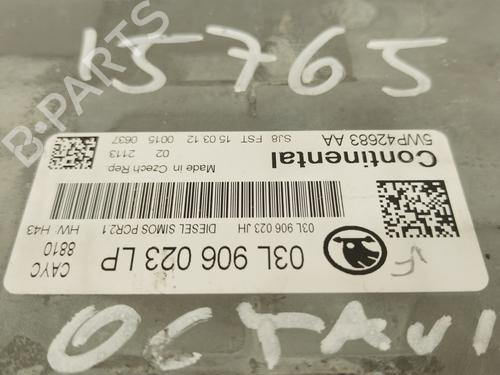 15765
Continental
5WP42683 AA
SJ8 FST 15 03 12 0015 0637
02
2113
Made in Czech Rep
03L 906 023 JH DIESEL SIMOS PCR2.1
03L 906 023 LP
CAYC
8810
HW: H43
OCTAVI
B-PARTS